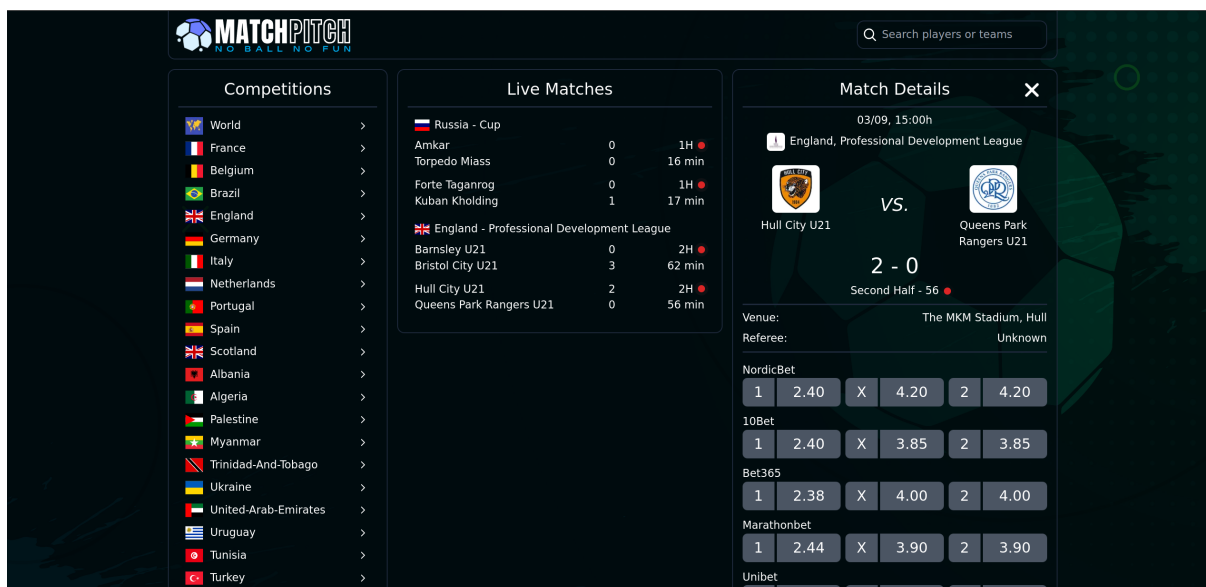 MATCHPITCH
NO BALL NO FUN
Search players or teams
Competitions
World
France
Belgium
Brazil
England
Germany
Italy
Netherlands
Portugal
Spain
Scotland
Albania
Algeria
Palestine
Myanmar
Trinidad-And-Tobago
Ukraine
United-Arab-Emirates
Uruguay
Tunisia
Turkey
Live Matches
Russia - Cup
Amkar 0 1H
Torpedo Miass 0 16 min
Forte Taganrog 0 1H
Kuban Kholding 1 17 min
England - Professional Development League
Barnsley U21 0 2H
Bristol City U21 3 62 min
Hull City U21 2 2H
Queens Park Rangers U21 0 56 min
Match Details
03/09, 15:00h
England, Professional Development League
HULL CITY
VS.
Hull City U21
Queens Park
Rangers U21
2 - 0
Second Half - 56
Venue: The MKM Stadium, Hull
Referee: Unknown
NordicBet
1 2.40 X 4.20 2 4.20
10Bet
1 2.40 X 3.85 2 3.85
Bet365
1 2.38 X 4.00 2 4.00
Marathonbet
1 2.44 X 3.90 2 3.90
Unibet